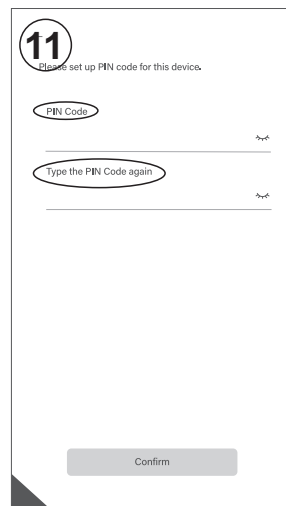 11
Please set up PIN code for this device.
PIN Code
Type the PIN Code again
Confirm